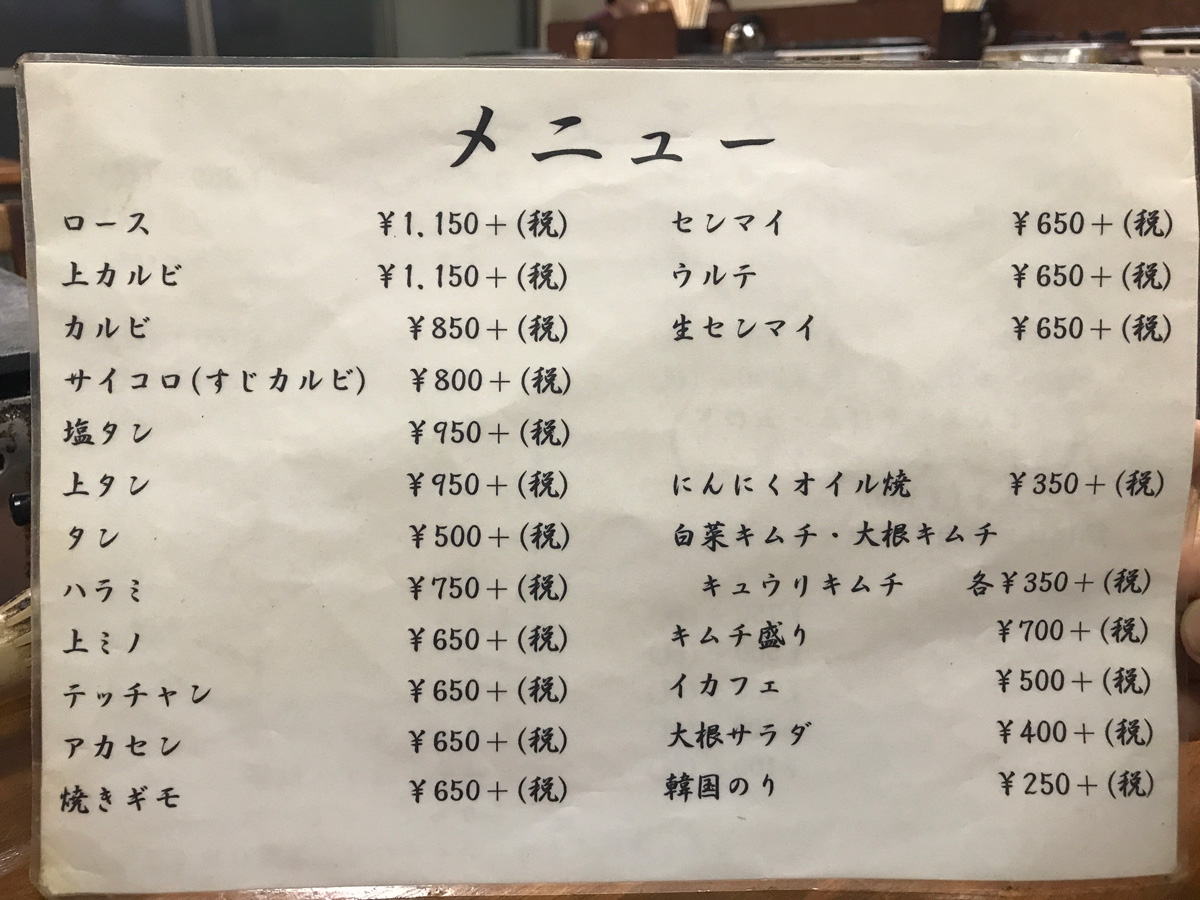 メニュー
ロース ¥1.150+(税)
上カルビ ¥1.150+(税)
カルビ ¥850+(税)
サイコロ(すじカルビ) ¥800+(税)
塩タン ¥950+(税)
上タン ¥950+(税)
タン ¥500+(税)
ハラミ ¥750+(税)
上ミノ ¥650+(税)
テッチャン ¥650+(税)
アカセン ¥650+(税)
焼きギモ ¥650+(税)
センマイ ¥650+(税)
ウルテ ¥650+(税)
生センマイ ¥650+(税)
にんにくオイル焼 ¥350+(税)
白菜キムチ・大根キムチ
キュウリキムチ 各¥350+(税)
キムチ盛り ¥700+(税)
イカフェ ¥500+(税)
大根サラダ ¥400+(税)
韓国のり ¥250+(税)